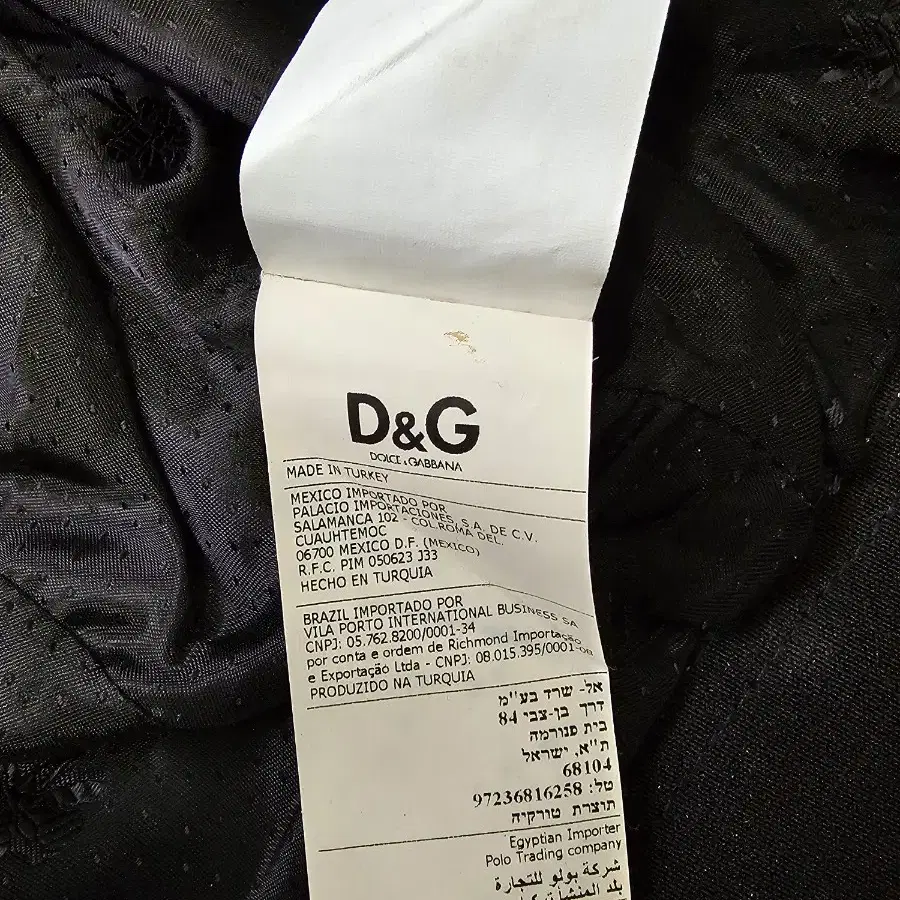 D&G
DOLCE & GABBANA
MADE IN TURKEY
MEXICO IMPORTADO POR
PALACIO IMPORTACIONES, S.A. DE C.V.
SALAMANCA 102 - COL.ROMA DEL.
CUAUHTEMOC
06700 MEXICO D.F. (MEXICO)
R.F.C. PIM 050623 J33
HECHO EN TURQUIA
BRAZIL IMPORTADO POR
VILA PORTO INTERNATIONAL BUSINESS SA
CNPJ: 05.762.8200/0001-34
por conta e ordem de Richmond Importação
e Exportação Ltda - CNPJ: 08.015.395/0001-08
PRODUZIDO NA TURQUIA
אל- שרד בע"מ
דרך בן-צבי 84
בית פנורמה
ת"א, ישראל
68104
טל: 97236816258
תוצרת טורקיה
Egyptian Importer
Polo Trading company
شركة بولو للتجارة
بلد المنشأ